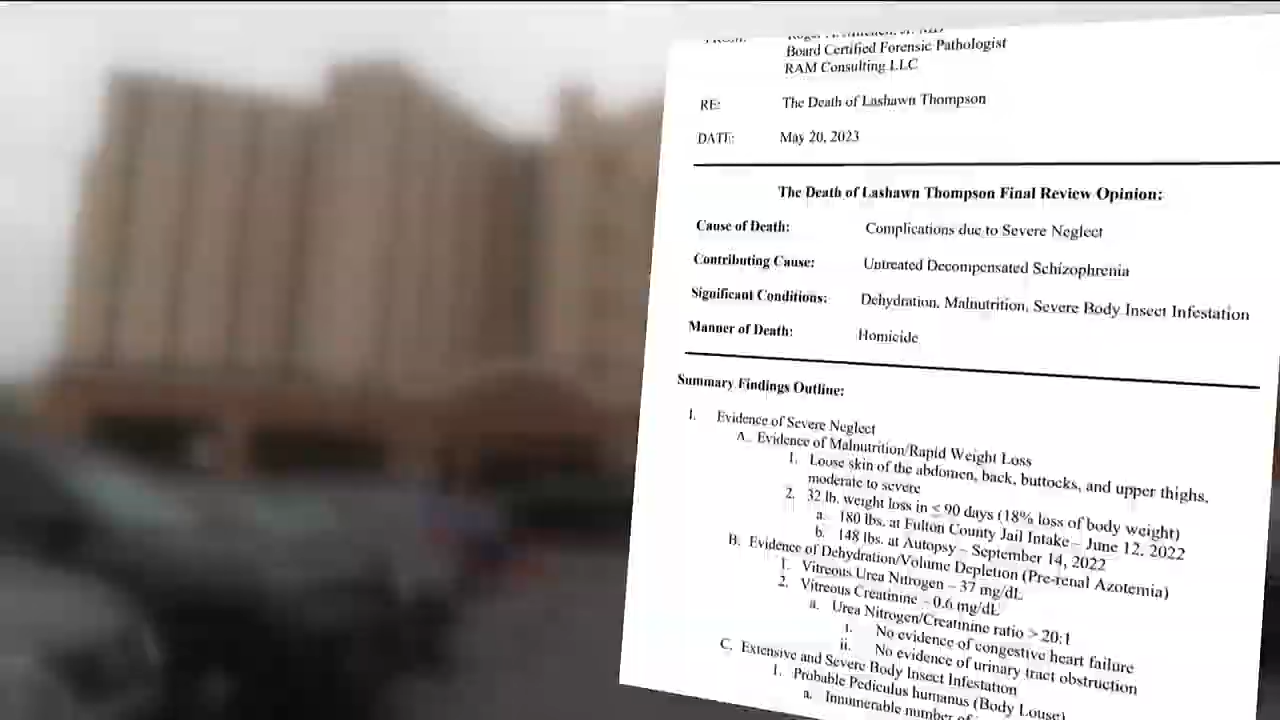 Board Certified Forensic Pathologist
RAM Consulting LLC
RE: The Death of Lashawn Thompson
DATE: May 20, 2023
The Death of Lashawn Thompson Final Review Opinion:
Cause of Death: Complications due to Severe Neglect
Contributing Cause: Untreated Decompensated Schizophrenia
Significant Conditions: Dehydration, Malnutrition, Severe Body Insect Infestation
Manner of Death: Homicide
Summary Findings Outline:
I. Evidence of Severe Neglect
A. Evidence of Malnutrition/Rapid Weight Loss
1. Loose skin of the abdomen, back, buttocks, and upper thighs,
moderate to severe
2. 32 lb. weight loss in ≤ 90 days (18% loss of body weight)
a. 180 lbs. at Fulton County Jail Intake – June 12, 2022
b. 148 lbs. at Autopsy – September 14, 2022
B. Evidence of Dehydration/Volume Depletion (Pre-renal Azotemia)
1. Vitreous Urea Nitrogen – 37 mg/dL
2. Vitreous Creatinine – 0.6 mg/dL
a. Urea Nitrogen/Creatinine ratio > 20:1
i. No evidence of congestive heart failure
ii. No evidence of urinary tract obstruction
C. Extensive and Severe Body Insect Infestation
1. Probable Pediculus humanus (Body Louse)
a. Innumerable number of